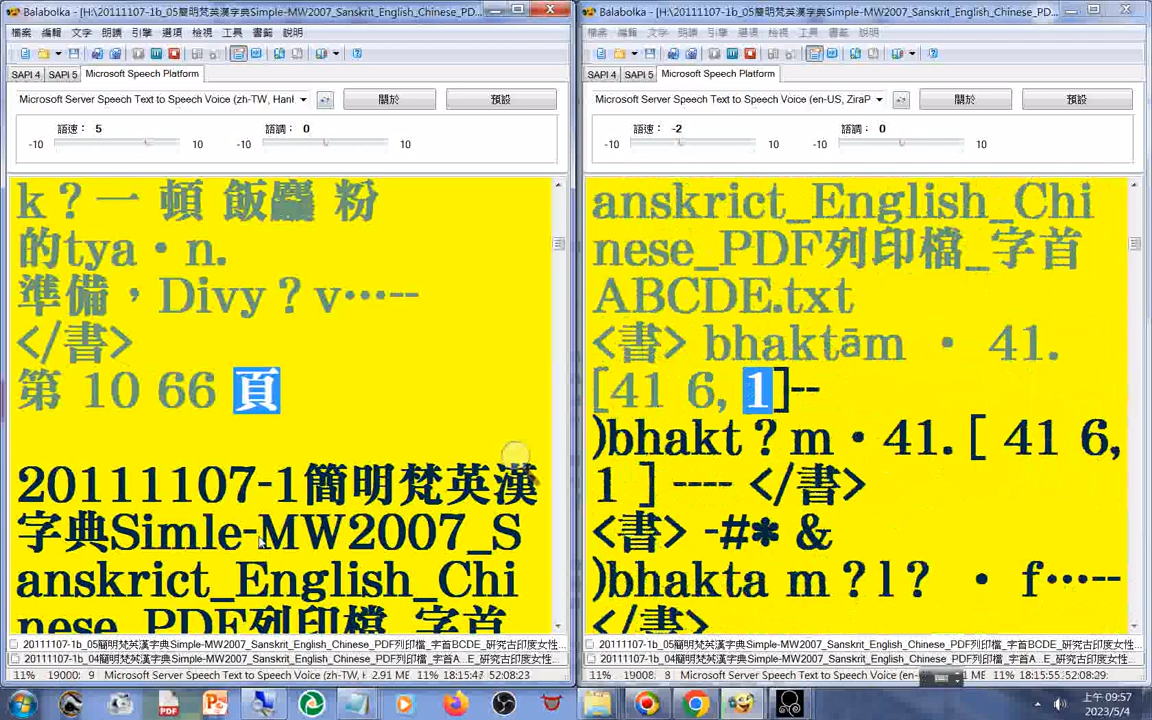 Balabolka - [H:\20111107-1b_05簡明梵英漢字典Simple-MW2007_Sanskrit_English_Chinese_PD...
檔案 編輯 文字 朗讀 引擎 選項 檢視 工具 書籤 說明
SAPI 4 SAPI 5 Microsoft Speech Platform
Microsoft Server Speech Text to Speech Voice (zh-TW, Hanl 關於 預設
語速： 5 語調： 0
-10 10 -10 10
k？一 頓 飯麤 粉
的tya・n.
準備，Divy？v…--
</書>
第 10 66 頁
20111107-1簡明梵英漢
字典Simle-MW2007_S
anskrict_English_Chi
nese_PDF列印檔_字首
20111107-1b_05簡明梵英漢字典Simple-MW2007_Sanskrit_English_Chinese_PDF列印檔_字首BCDE_研究古印度女性...
20111107-1b_04簡明梵英漢字典Simple-MW2007_Sanskrit_English_Chinese_PDF列印檔_字首A...E_研究古印度女性...
11% 19000: 9 Microsoft Server Speech Text to Speech Voice (zh-TW, 2.91 ME 11% 18:15:4 52:08:23
Balabolka - [H:\20111107-1b_05簡明梵英漢字典Simple-MW2007_Sanskrit_English_Chinese_PD...
檔案 編輯 文字 朗讀 引擎 選項 檢視 工具 書籤 說明
SAPI 4 SAPI 5 Microsoft Speech Platform
Microsoft Server Speech Text to Speech Voice (en-US, ZiraP 關於 預設
語速： -2 語調： 0
-10 10 -10 10
anskrict_English_Chi
nese_PDF列印檔_字首
ABCDE.txt
<書> bhaktām ・ 41.
[41 6, 1]--
)bhakt？m・41.[ 41 6,
1 ] ---- </書>
<書> -#* &
)bhakta m？l？ ・ f…--
</書>
20111107-1b_05簡明梵英漢字典Simple-MW2007_Sanskrit_English_Chinese_PDF列印檔_字首BCDE_研究古印度女性...
20111107-1b_04簡明梵英漢字典Simple-MW2007_Sanskrit_English_Chinese_PDF列印檔_字首A...E_研究古印度女性...
11% 19008: 8 Microsoft Server Speech Text to Speech Voice 11% 18:15:55 52:08:29:
上午 09:57
2023/5/4